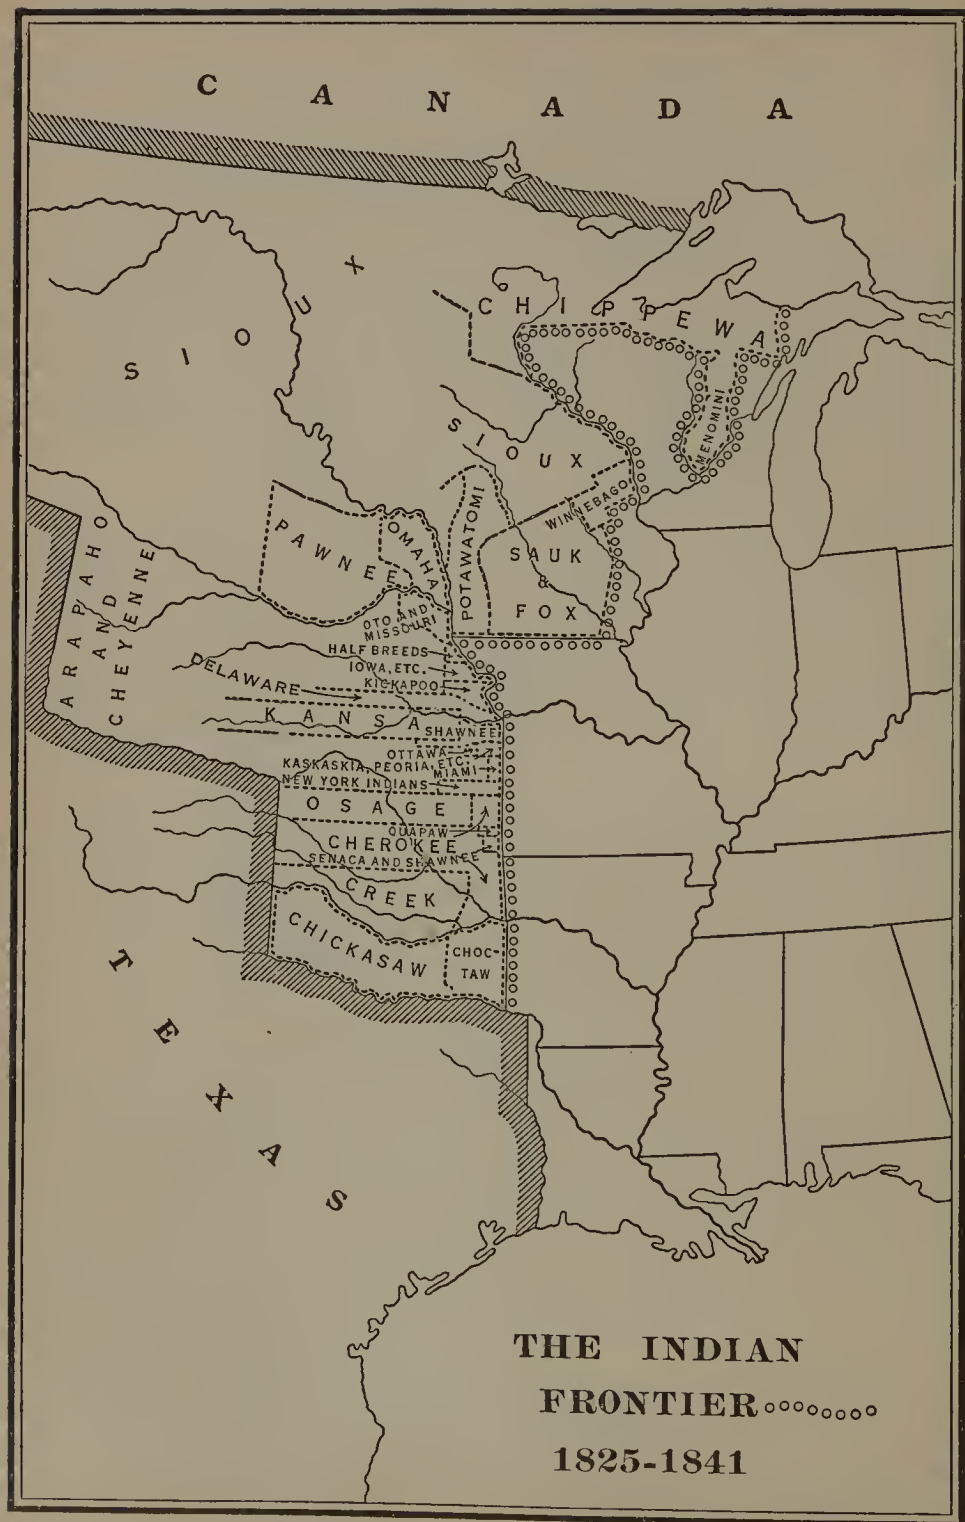 CANADA
SIOUX
CHIPPEWA
MENOMINI
SIOUX
WINNEBAGO
POTAWATOMI
SAUK
&
FOX
PAWNEE
OMAHA
ARAPAHO
AND
CHEYENNE
OTO AND
MISSOURI
HALF BREEDS
IOWA, ETC.
KICKAPOO
DELAWARE
KANSA
SHAWNEE
OTTAWA
KASKASKIA, PEORIA, ETC.
MIAMI
NEW YORK INDIANS
OSAGE
QUAPAW
CHEROKEE
SENACA AND SHAWNEE
CREEK
CHICKASAW
CHOC-
TAW
TEXAS
THE INDIAN
FRONTIER
1825-1841